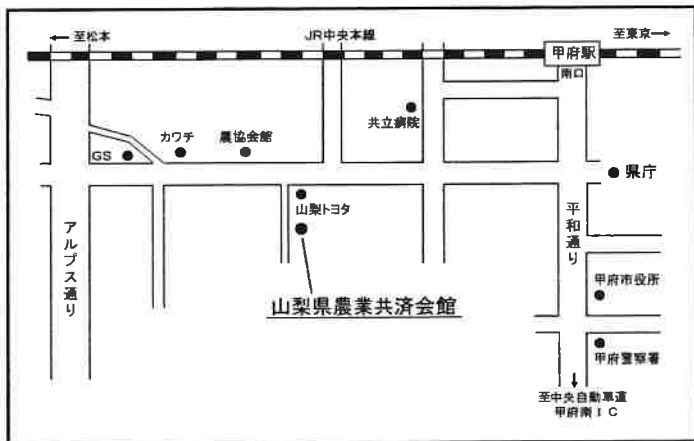 至松本
JR中央本線
甲府駅
至東京
南口
共立病院
カワチ
農協会館
GS
県庁
山梨トヨタ
アルプス通り
平和通り
甲府市役所
山梨県農業共済会館
甲府警察署
至中央自動車道
甲府南IC